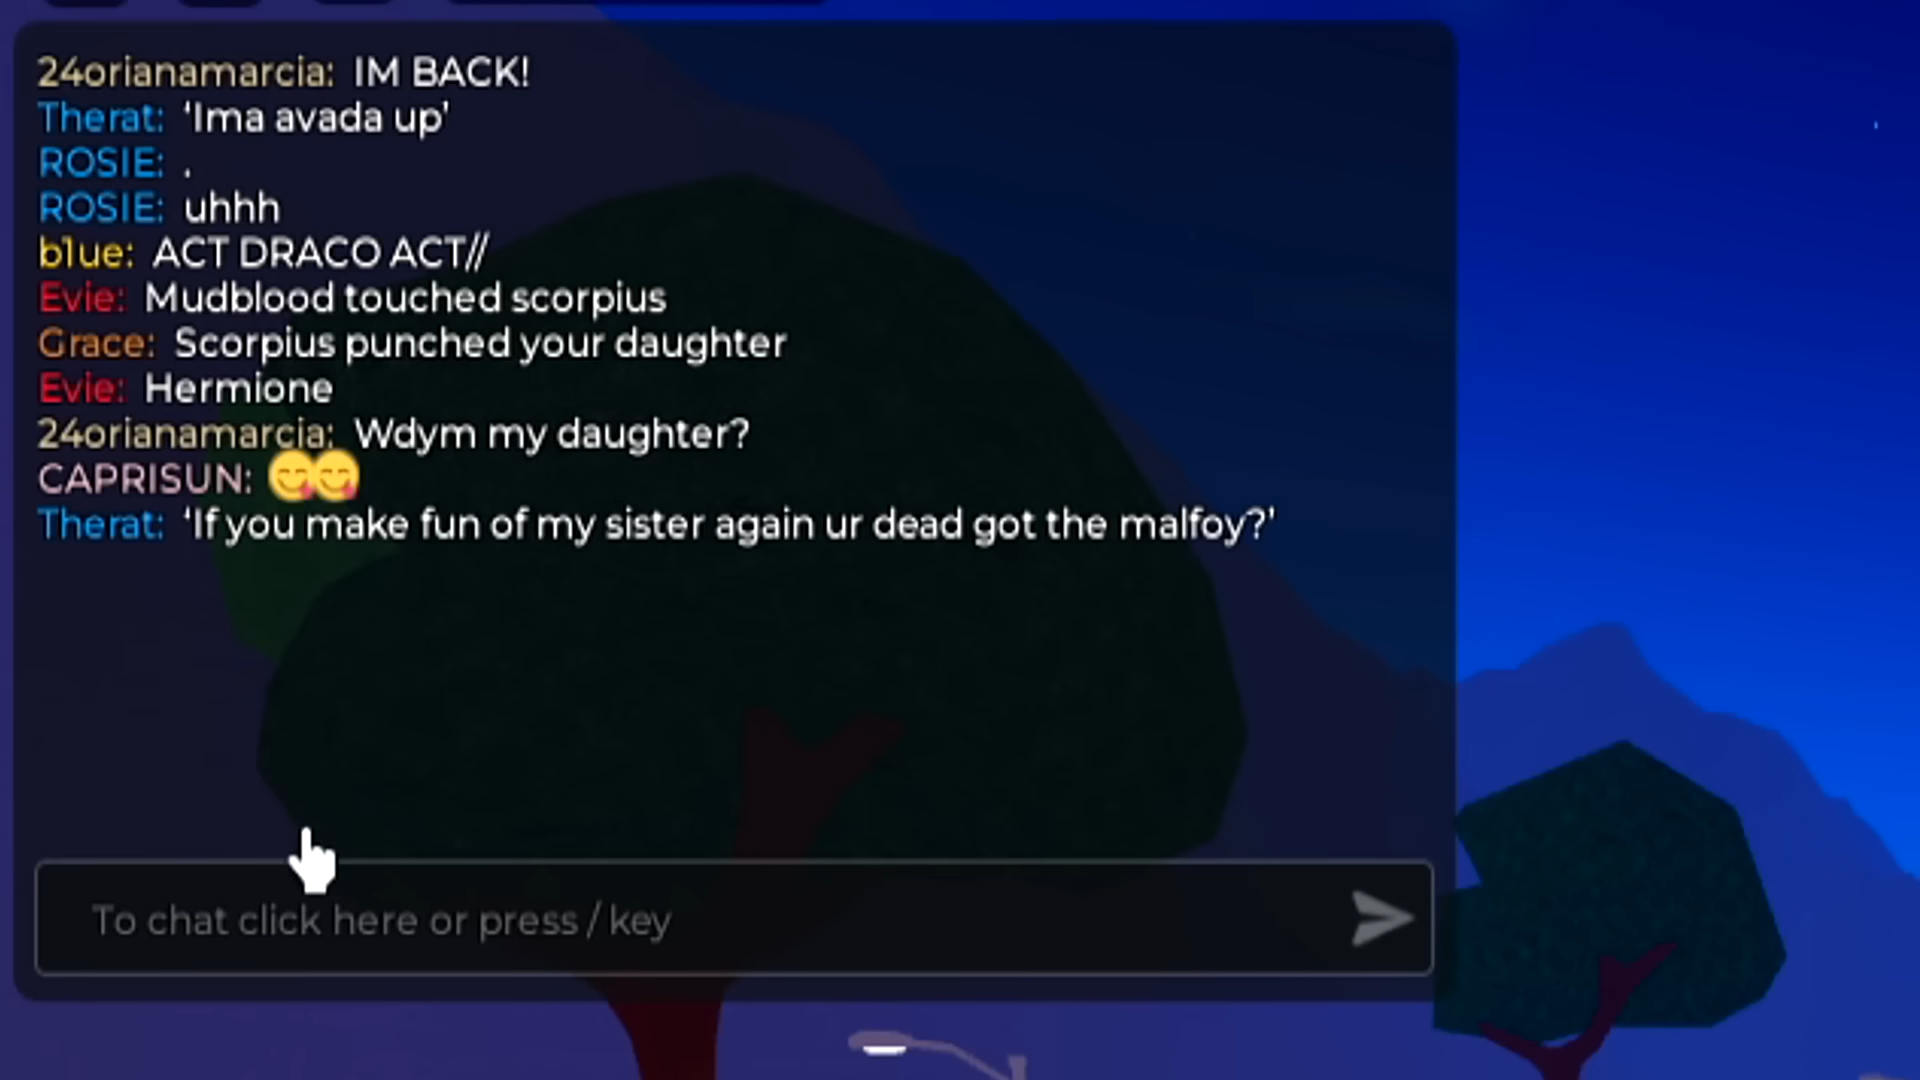 24orianamarcia: IM BACK!
Therat: ‘Ima avada up’
ROSIE: .
ROSIE: uhhh
b1ue: ACT DRACO ACT//
Evie: Mudblood touched scorpius
Grace: Scorpius punched your daughter
Evie: Hermione
24orianamarcia: Wdym my daughter?
CAPRISUN: 😋😋
Therat: ‘If you make fun of my sister again ur dead got the malfoy?’
To chat click here or press / key